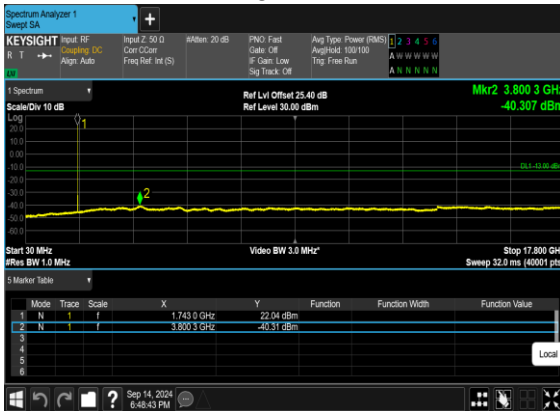 Spectrum Analyzer 1
Swept SA
KEYSIGHT Input: RF Input Z: 50 Ω #Atten: 20 dB PNO: Fast Avg Type: Power (RMS) 1 2 3 4 5 6
R T Coupling: DC Corr CCorr Gate: Off Avg|Hold: 100/100 A W W W W W
Align: Auto Freq Ref: Int (S) IF Gain: Low Trig: Free Run
Sig Track: Off A N N N N N
1 Spectrum Ref Lvl Offset 25.40 dB Mkr2 3.800 3 GHz
Scale/Div 10 dB Ref Level 30.00 dBm -40.307 dBm
Log
20.0
1
10.0
0.00
-10.0
DL1 -13.00 dBm
-20.0
-30.0
2
-40.0
-50.0
-60.0
Start 30 MHz Video BW 3.0 MHz* Stop 17.800 GHz
#Res BW 1.0 MHz Sweep 32.0 ms (40001 pts)
5 Marker Table
Mode Trace Scale X Y Function Function Width Function Value
1 N 1 f 1.743 0 GHz 22.04 dBm
2 N 1 f 3.800 3 GHz -40.31 dBm
3
4
5
6
Local
? Sep 14, 2024
6:48:43 PM